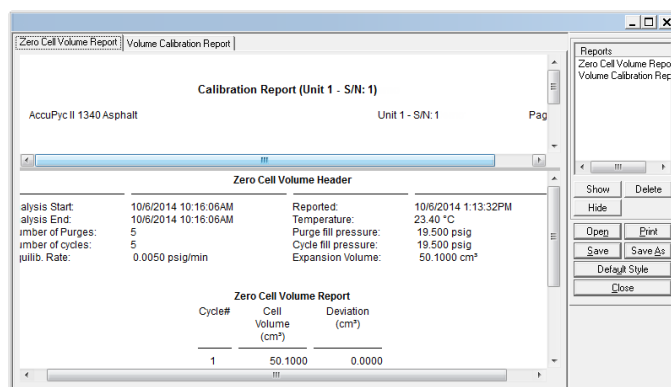 Zero Cell Volume Report Volume Calibration Report
Calibration Report (Unit 1 - S/N: 1)
AccuPyc II 1340 Asphalt Unit 1 - S/N: 1 Pag
Zero Cell Volume Header
alysis Start: 10/6/2014 10:16:06AM Reported: 10/6/2014 1:13:32PM
alysis End: 10/6/2014 10:16:06AM Temperature: 23.40 °C
umber of Purges: 5 Purge fill pressure: 19.500 psig
umber of cycles: 5 Cycle fill pressure: 19.500 psig
quilib. Rate: 0.0050 psig/min Expansion Volume: 50.1000 cm³
Zero Cell Volume Report
Cycle# Cell Deviation
Volume (cm³)
(cm³)
1 50.1000 0.0000
Reports
Zero Cell Volume Repo
Volume Calibration Rep
Show Delete
Hide
Open Print
Save Save As
Default Style
Close